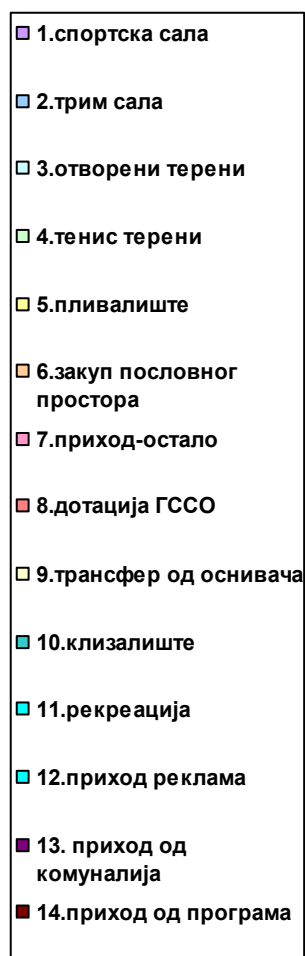 1.спортска сала
2.трим сала
3.отворени терени
4.тенис терени
5.пливалиште
6.закуп пословног
простора
7.приход-остало
8.дотација ГССО
9.трансфер од оснивача
10.клизалиште
11.рекреација
12.приход реклама
13. приход од
комуналија
14.приход од програма